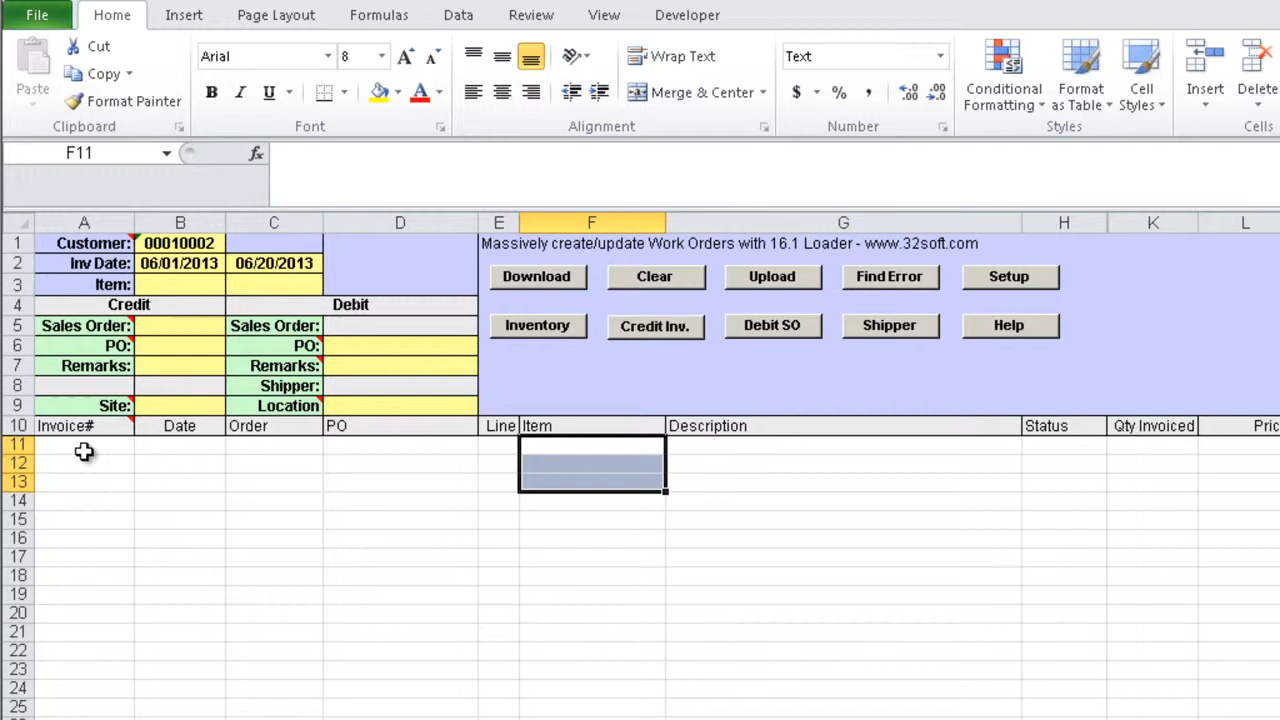 File Home Insert Page Layout Formulas Data Review View Developer
Cut
Copy
Format Painter
Paste
Clipboard
Arial 8
B I U A
Font
Wrap Text
Merge & Center
Alignment
Text
$ % ,
Number
Conditional Formatting
Format as Table
Cell Styles
Styles
Insert Delete
Cells
F11 fx
A B C D E F G H K L
1 Customer: 00010002 Massively create/update Work Orders with 16.1 Loader - www.32soft.com
2 Inv Date: 06/01/2013 06/20/2013 Download Clear Upload Find Error Setup
3 Item:
4 Credit Debit
5 Sales Order: Sales Order: Inventory Credit Inv. Debit SO Shipper Help
6 PO: PO:
7 Remarks: Remarks:
8 Shipper:
9 Site: Location
10 Invoice# Date Order PO Line Item Description Status Qty Invoiced Pric
11
12
13
14
15
16
17
18
19
20
21
22
23
24
25